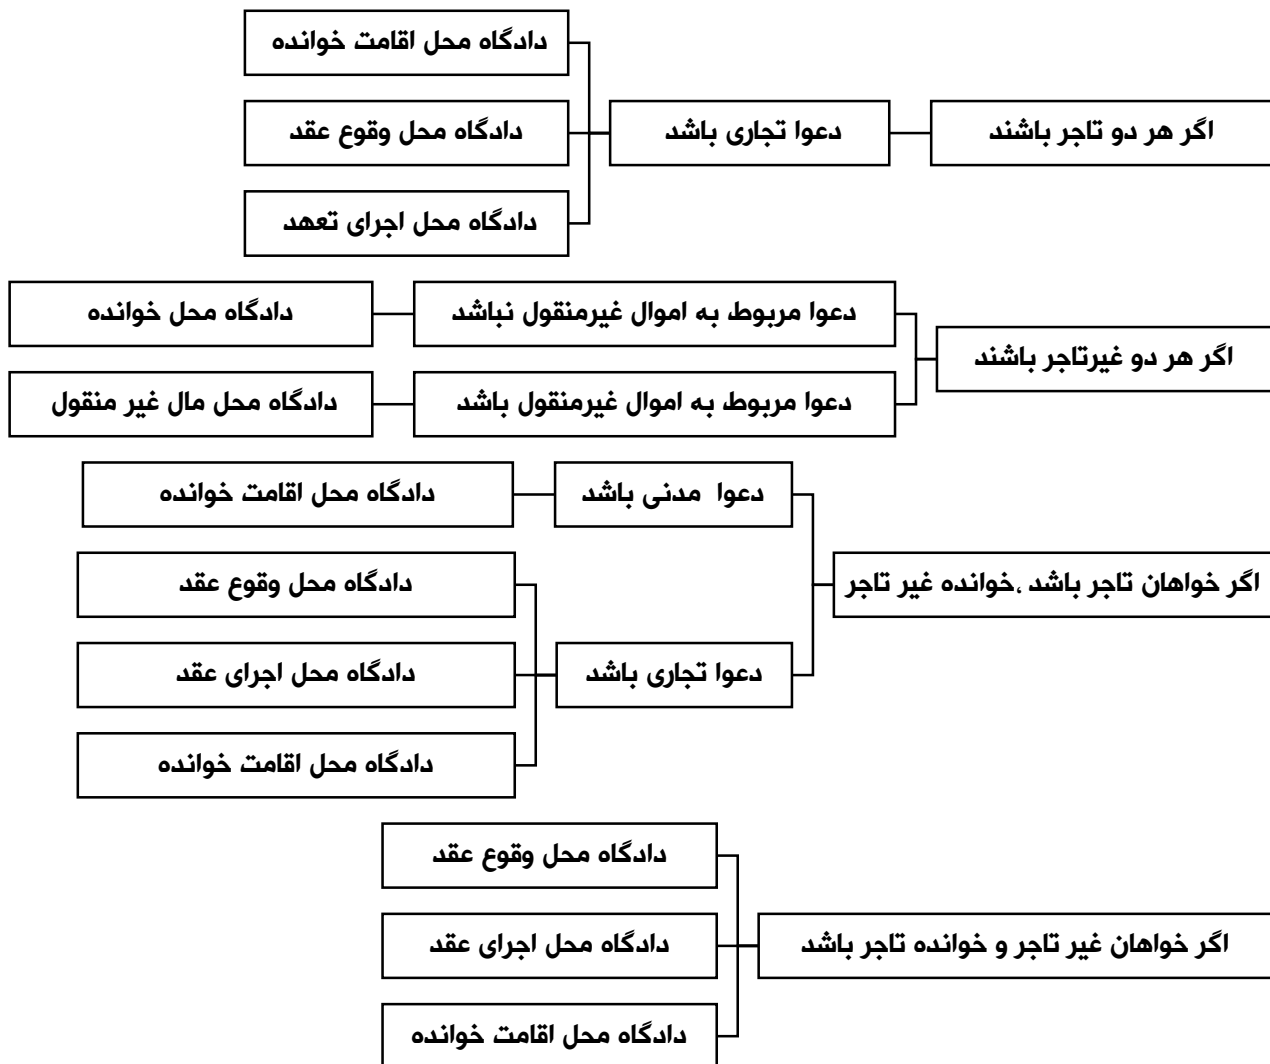 اگر هر دو تاجر باشند
دعوا تجاری باشد
دادگاه محل اقامت خوانده
دادگاه محل وقوع عقد
دادگاه محل اجرای تعهد
اگر هر دو غیرتاجر باشند
دعوا مربوط به اموال غیرمنقول نباشد
دادگاه محل خوانده
دعوا مربوط به اموال غیرمنقول باشد
دادگاه محل مال غیر منقول
اگر خواهان تاجر باشد ،خوانده غیر تاجر
دعوا مدنی باشد
دادگاه محل اقامت خوانده
دعوا تجاری باشد
دادگاه محل وقوع عقد
دادگاه محل اجرای عقد
دادگاه محل اقامت خوانده
اگر خواهان غیر تاجر و خوانده تاجر باشد
دادگاه محل وقوع عقد
دادگاه محل اجرای عقد
دادگاه محل اقامت خوانده